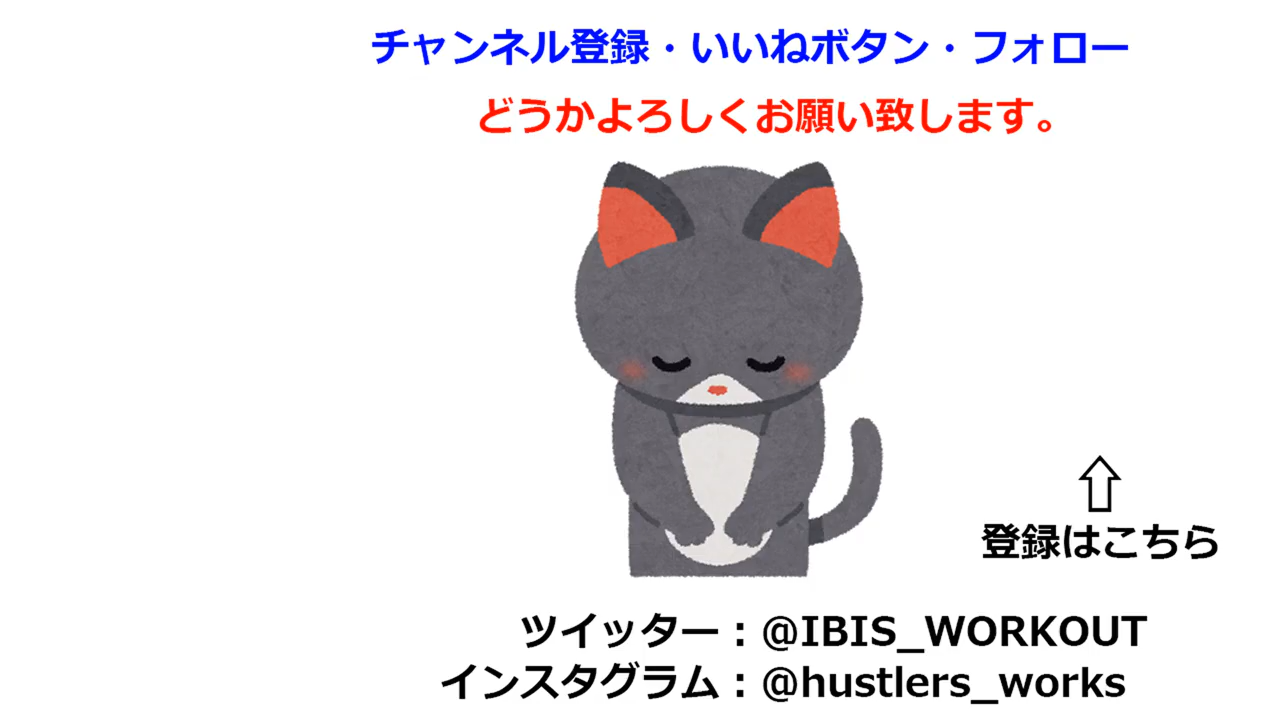 チャンネル登録・いいねボタン・フォロー
どうかよろしくお願い致します。
⇧
登録はこちら
ツイッター：@IBIS_WORKOUT
インスタグラム：@hustlers_works